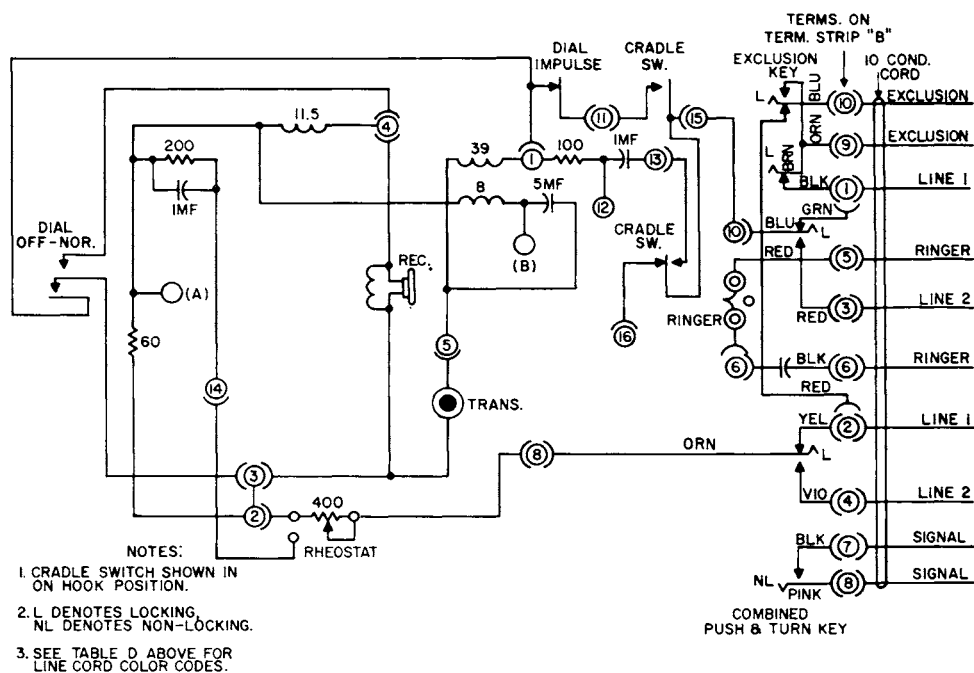 TERMS. ON
TERM. STRIP "B"
DIAL
IMPULSE
CRADLE
SW.
EXCLUSION
KEY
10 COND.
CORD
L
BLU
10
EXCLUSION
11.5
4
11
15
ORN
9
EXCLUSION
200
39
1
100
1MF
13
L
BRN
BLK
1
LINE 1
1MF
8
5MF
12
GRN
DIAL
OFF-NOR.
(B)
CRADLE
SW.
10
BLU
L
RED
5
RINGER
(A)
REC.
16
RINGER
RED
3
LINE 2
60
5
6
BLK
6
RINGER
14
TRANS.
RED
YEL
2
LINE 1
3
8
ORN
L
2
400
RHEOSTAT
VIO
4
LINE 2
BLK
7
SIGNAL
NL
PINK
8
SIGNAL
COMBINED
PUSH & TURN KEY
NOTES:
1. CRADLE SWITCH SHOWN IN
ON HOOK POSITION.
2. L DENOTES LOCKING,
NL DENOTES NON-LOCKING.
3. SEE TABLE D ABOVE FOR
LINE CORD COLOR CODES.